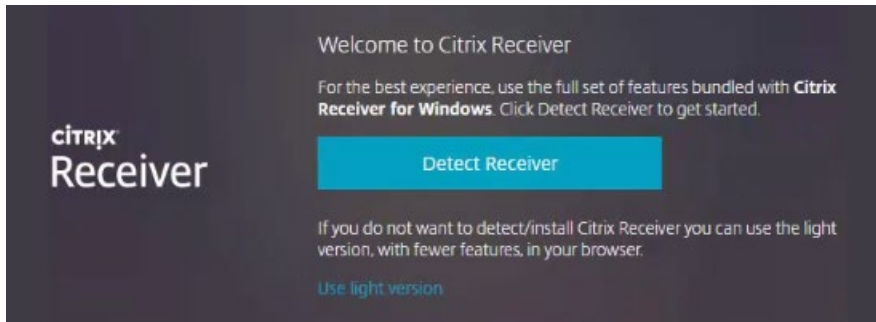 Welcome to Citrix Receiver
For the best experience, use the full set of features bundled with Citrix
Receiver for Windows. Click Detect Receiver to get started.
CİTRIX
Receiver
Detect Receiver
If you do not want to detect/install Citrix Receiver you can use the light
version, with fewer features, in your browser.
Use light version